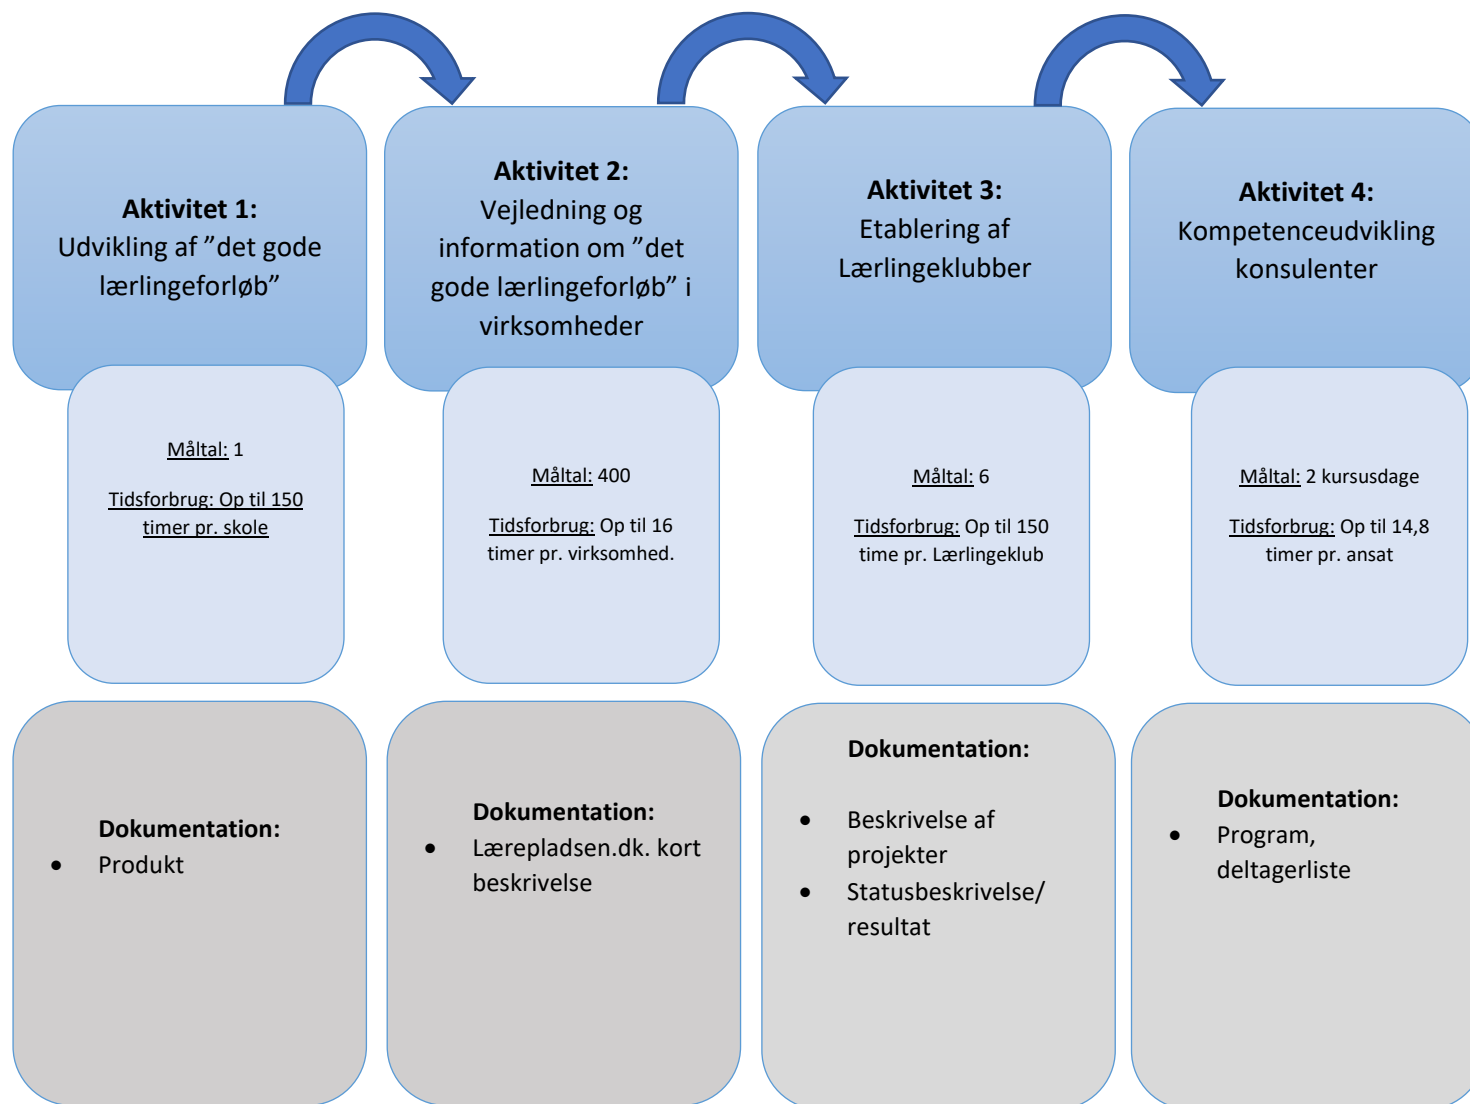 Aktivitet 1:
Udvikling af ”det gode
lærlingeforløb”
Aktivitet 2:
Vejledning og
information om ”det
gode lærlingeforløb” i
virksomheder
Aktivitet 3:
Etablering af
Lærlingeklubber
Aktivitet 4:
Kompetenceudvikling
konsulenter
Måltal: 1
Tidsforbrug: Op til 150
timer pr. skole
Måltal: 400
Tidsforbrug: Op til 16
timer pr. virksomhed.
Måltal: 6
Tidsforbrug: Op til 150
time pr. Lærlingeklub
Måltal: 2 kursusdage
Tidsforbrug: Op til 14,8
timer pr. ansat
Dokumentation:
• Produkt
Dokumentation:
• Lærepladsen.dk. kort
beskrivelse
Dokumentation:
• Beskrivelse af
projekter
• Statusbeskrivelse/
resultat
Dokumentation:
• Program,
deltagerliste